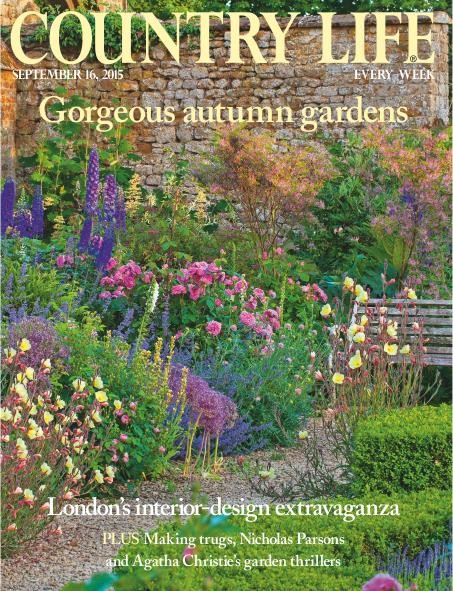 COUNTRY LIFE®
SEPTEMBER 16, 2015 EVERY WEEK
Gorgeous autumn gardens
London's interior-design extravaganza
PLUS Making trugs, Nicholas Parsons
and Agatha Christie's garden thrillers